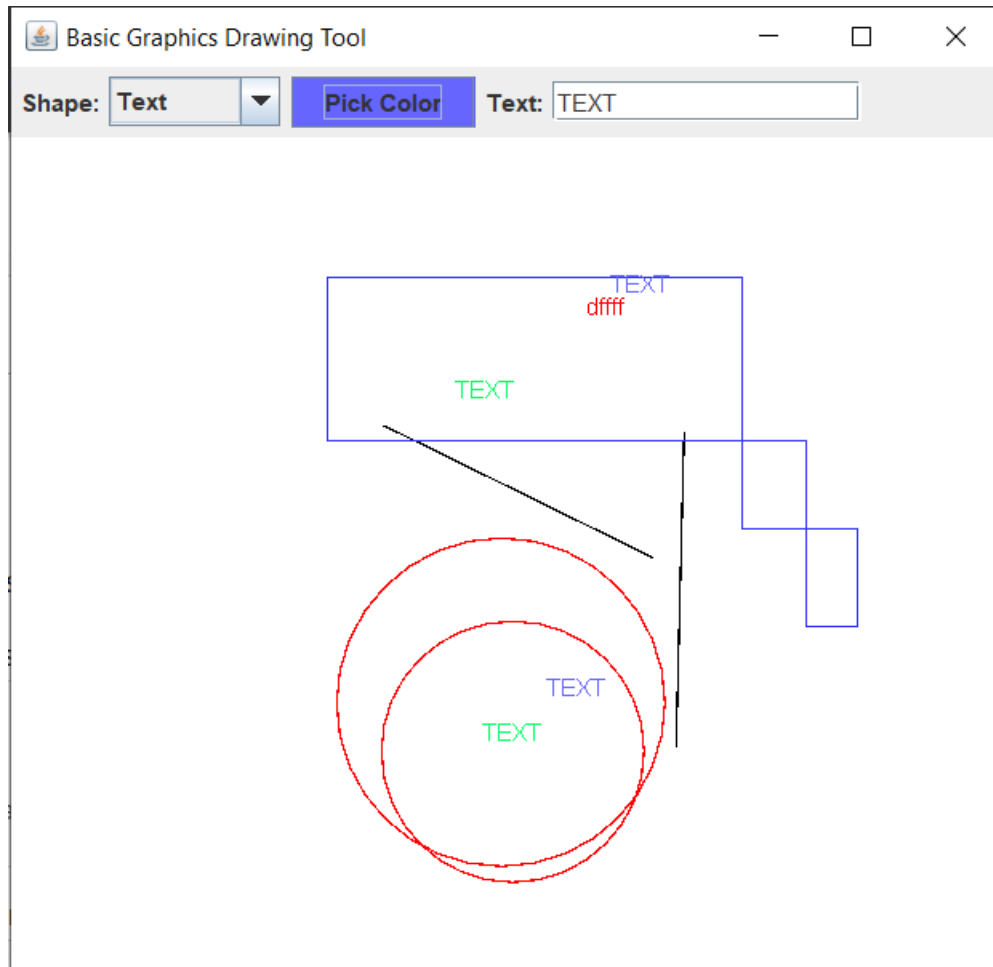 Basic Graphics Drawing Tool
Shape: Text Pick Color Text: TEXT
TEXT
dffff
TEXT
TEXT
TEXT